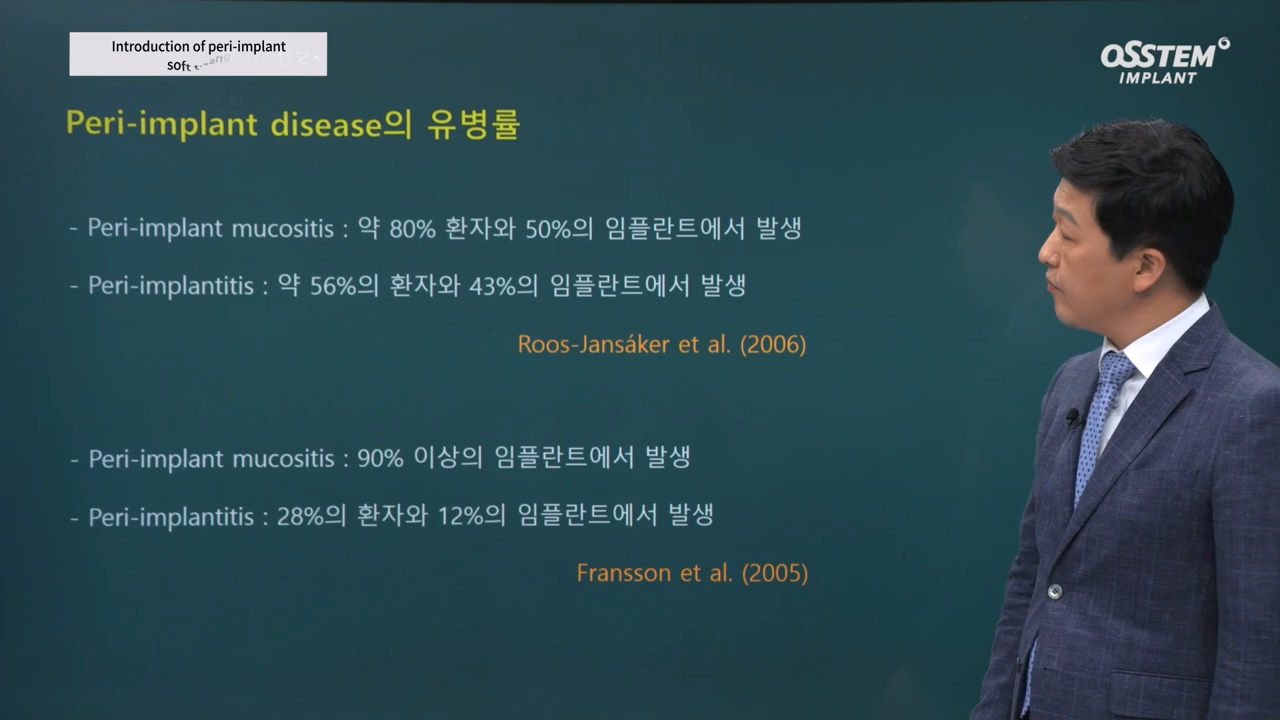 Introduction of peri-implant
soft
OSSTEM
IMPLANT
Peri-implant disease의 유병률
- Peri-implant mucositis : 약 80% 환자와 50%의 임플란트에서 발생
- Peri-implantitis : 약 56%의 환자와 43%의 임플란트에서 발생
Roos-Jansáker et al. (2006)
- Peri-implant mucositis : 90% 이상의 임플란트에서 발생
- Peri-implantitis : 28%의 환자와 12%의 임플란트에서 발생
Fransson et al. (2005)